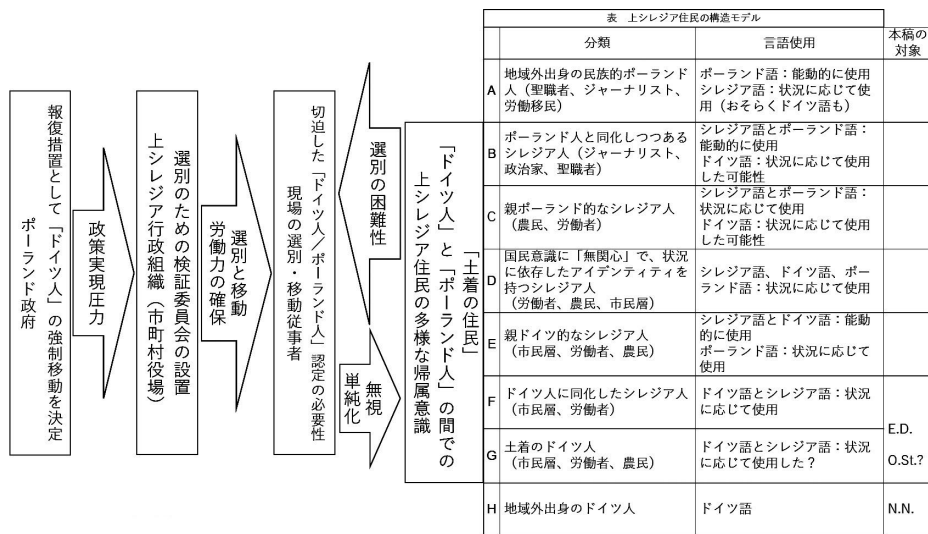 報復措置として「ドイツ人」の強制移動を決定
ポーランド政府
政策実現圧力
選別のための検証委員会の設置
上シレジア行政組織（市町村役場）
選別と移動
労働力の確保
切迫した「ドイツ人／ポーランド人」認定の必要性
現場の選別・移動従事者
選別の困難性
無視
単純化
「土着の住民」
「ドイツ人」と「ポーランド人」の間での
上シレジア住民の多様な帰属意識
表　上シレジア住民の構造モデル
分類
言語使用
本稿の
対象
A
地域外出身の民族的ポーランド
人（聖職者、ジャーナリスト、
労働移民）
ポーランド語：能動的に使用
シレジア語：状況に応じて使
用（おそらくドイツ語も）
B
ポーランド人と同化しつつある
シレジア人（ジャーナリスト、
政治家、聖職者）
シレジア語とポーランド語：
能動的に使用
ドイツ語：状況に応じて使用
した可能性
C
親ポーランド的なシレジア人
（農民、労働者）
シレジア語とポーランド語：
状況に応じて使用
ドイツ語：状況に応じて使用
した可能性
D
国民意識に「無関心」で、状況
に依存したアイデンティティを
持つシレジア人
（労働者、農民、市民層）
シレジア語、ドイツ語、ポー
ランド語：状況に応じて使用
E
親ドイツ的なシレジア人
（市民層、労働者、農民）
シレジア語とドイツ語：能動
的に使用
ポーランド語：状況に応じて
使用
F
ドイツ人に同化したシレジア人
（市民層、労働者）
ドイツ語とシレジア語：状況
に応じて使用
E.D.
G
土着のドイツ人
（市民層、労働者、農民）
ドイツ語とシレジア語：状況
に応じて使用した？
O.St.?
H
地域外出身のドイツ人
ドイツ語
N.N.